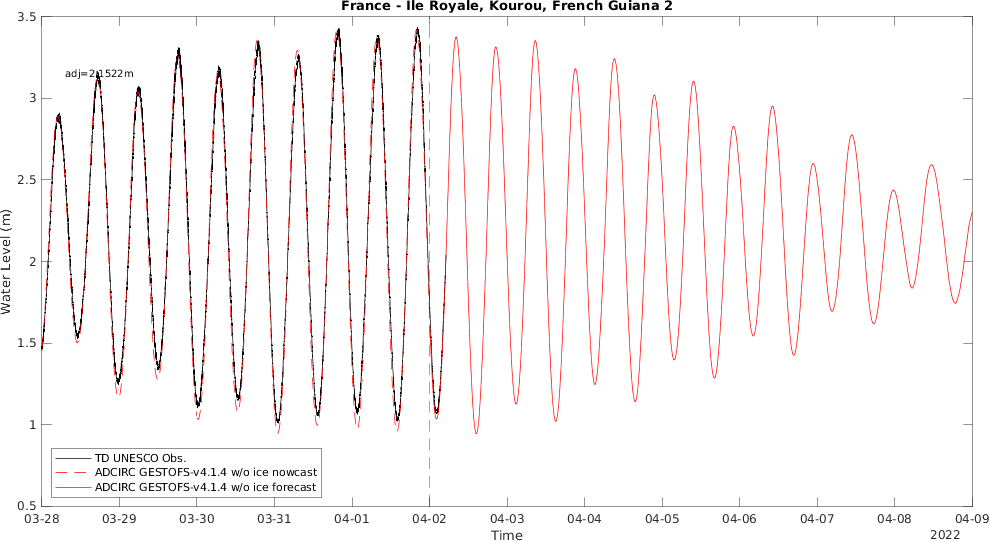 France - Ile Royale, Kourou, French Guiana 2
3.5
3
2.5
2
1.5
1
0.5
Water Level (m)
adj=2.1522m
TD UNESCO Obs.
ADCIRC GESTOFS-v4.1.4 w/o ice nowcast
ADCIRC GESTOFS-v4.1.4 w/o ice forecast
03-28 03-29 03-30 03-31 04-01 04-02 04-03 04-04 04-05 04-06 04-07 04-08 04-09
Time
2022